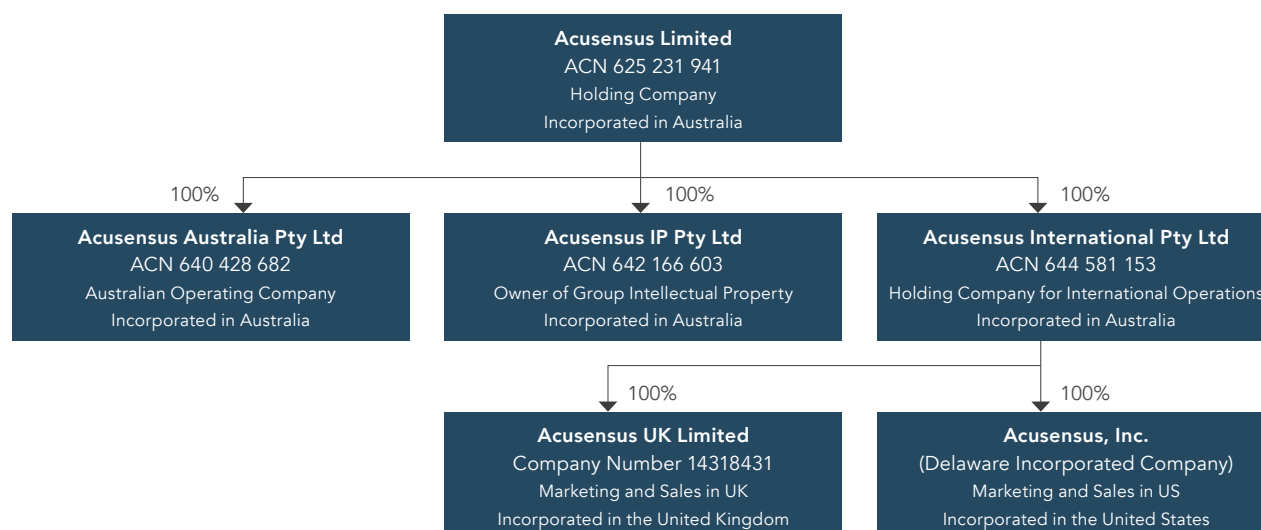 Acusensus Limited
ACN 625 231 941
Holding Company
Incorporated in Australia
100%
100%
100%
Acusensus Australia Pty Ltd
ACN 640 428 682
Australian Operating Company
Incorporated in Australia
Acusensus IP Pty Ltd
ACN 642 166 603
Owner of Group Intellectual Property
Incorporated in Australia
Acusensus International Pty Ltd
ACN 644 581 153
Holding Company for International Operations
Incorporated in Australia
100%
100%
Acusensus UK Limited
Company Number 14318431
Marketing and Sales in UK
Incorporated in the United Kingdom
Acusensus, Inc.
(Delaware Incorporated Company)
Marketing and Sales in US
Incorporated in the United States